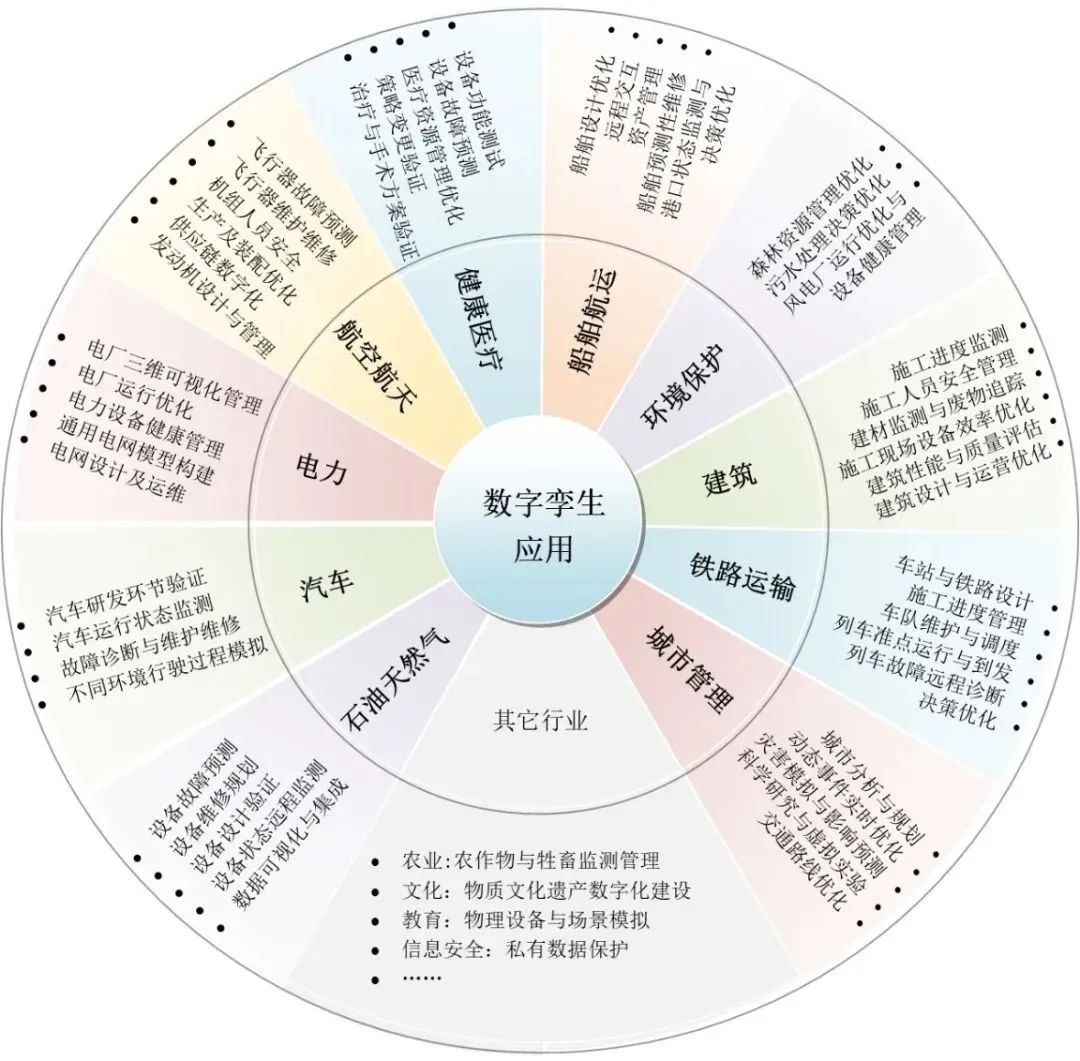 数字孪生
应用
健康医疗
设备功能测试
设备故障预测
医疗资源管理优化
策略变更验证
治疗与手术方案验证
船舶航运
船舶设计优化
远程交互
资产管理
船舶预测性维修
港口状态监测与
决策优化
环境保护
森林资源管理优化
污水处理决策优化
风电厂运行优化与
设备健康管理
建筑
施工进度监测
施工人员安全管理
建材监测与废物追踪
施工现场设备效率优化
建筑性能与质量评估
建筑设计与运营优化
铁路运输
车站与铁路设计
施工进度管理
车队维护与调度
列车准点运行与到发
列车故障远程诊断
决策优化
城市管理
城市分析与规划
动态事件实时优化
灾害模拟与影响预测
科学研究与虚拟实验
交通路线优化
其它行业
农业:农作物与牲畜监测管理
文化：物质文化遗产数字化建设
教育：物理设备与场景模拟
信息安全：私有数据保护
……
石油天然气
设备故障预测
设备维修规划
设备设计验证
设备状态远程监测
数据可视化与集成
汽车
汽车研发环节验证
汽车运行状态监测
故障诊断与维护维修
不同环境行驶过程模拟
电力
电厂三维可视化管理
电厂运行优化
电力设备健康管理
通用电网模型构建
电网设计及运维
航空航天
飞行器故障预测
飞行器维护维修
机组人员安全
生产及装配优化
供应链数字化
发动机设计与管理